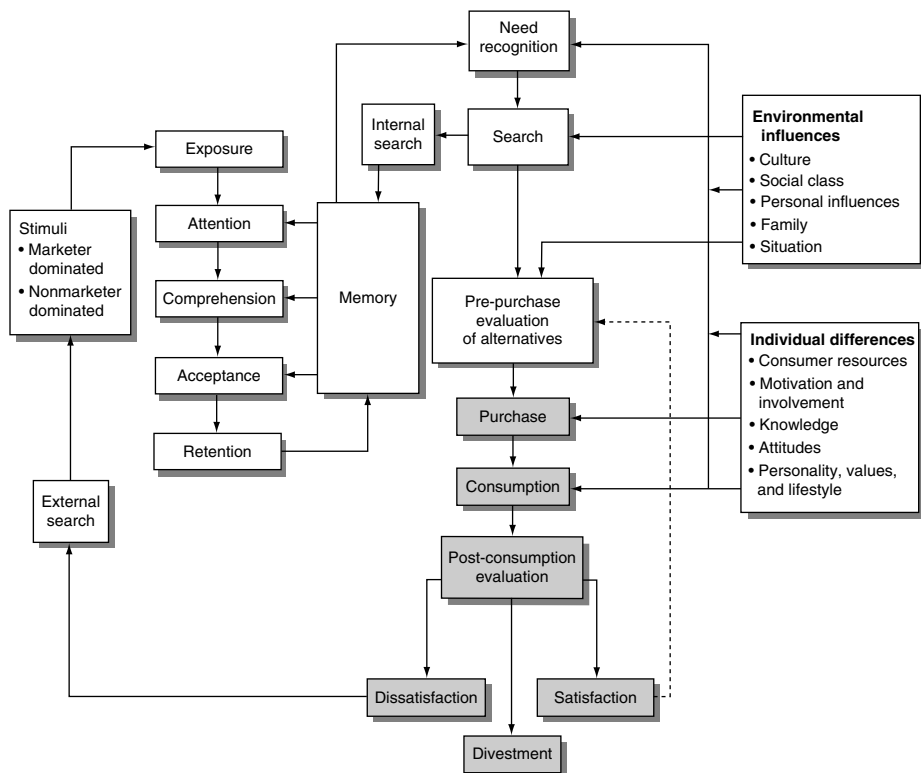 Need
recognition
Internal
search
Search
Exposure
Attention
Comprehension
Acceptance
Retention
Memory
Stimuli
• Marketer
dominated
• Nonmarketer
dominated
External
search
Pre-purchase
evaluation
of alternatives
Purchase
Consumption
Post-consumption
evaluation
Dissatisfaction
Satisfaction
Divestment
Environmental
influences
• Culture
• Social class
• Personal influences
• Family
• Situation
Individual differences
• Consumer resources
• Motivation and
involvement
• Knowledge
• Attitudes
• Personality, values,
and lifestyle